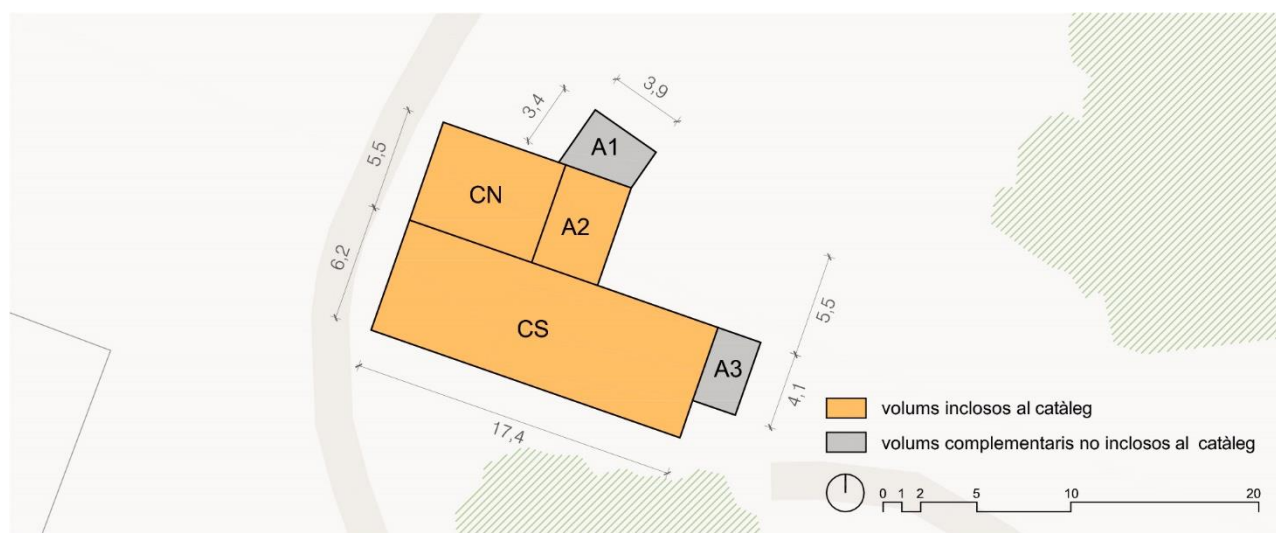 3,9
3,4
A1
5,5
CN
A2
6,2
5,5
CS
A3
4,1
17,4
volums inclosos al catàleg
volums complementaris no inclosos al catàleg
0 1 2 5 10 20